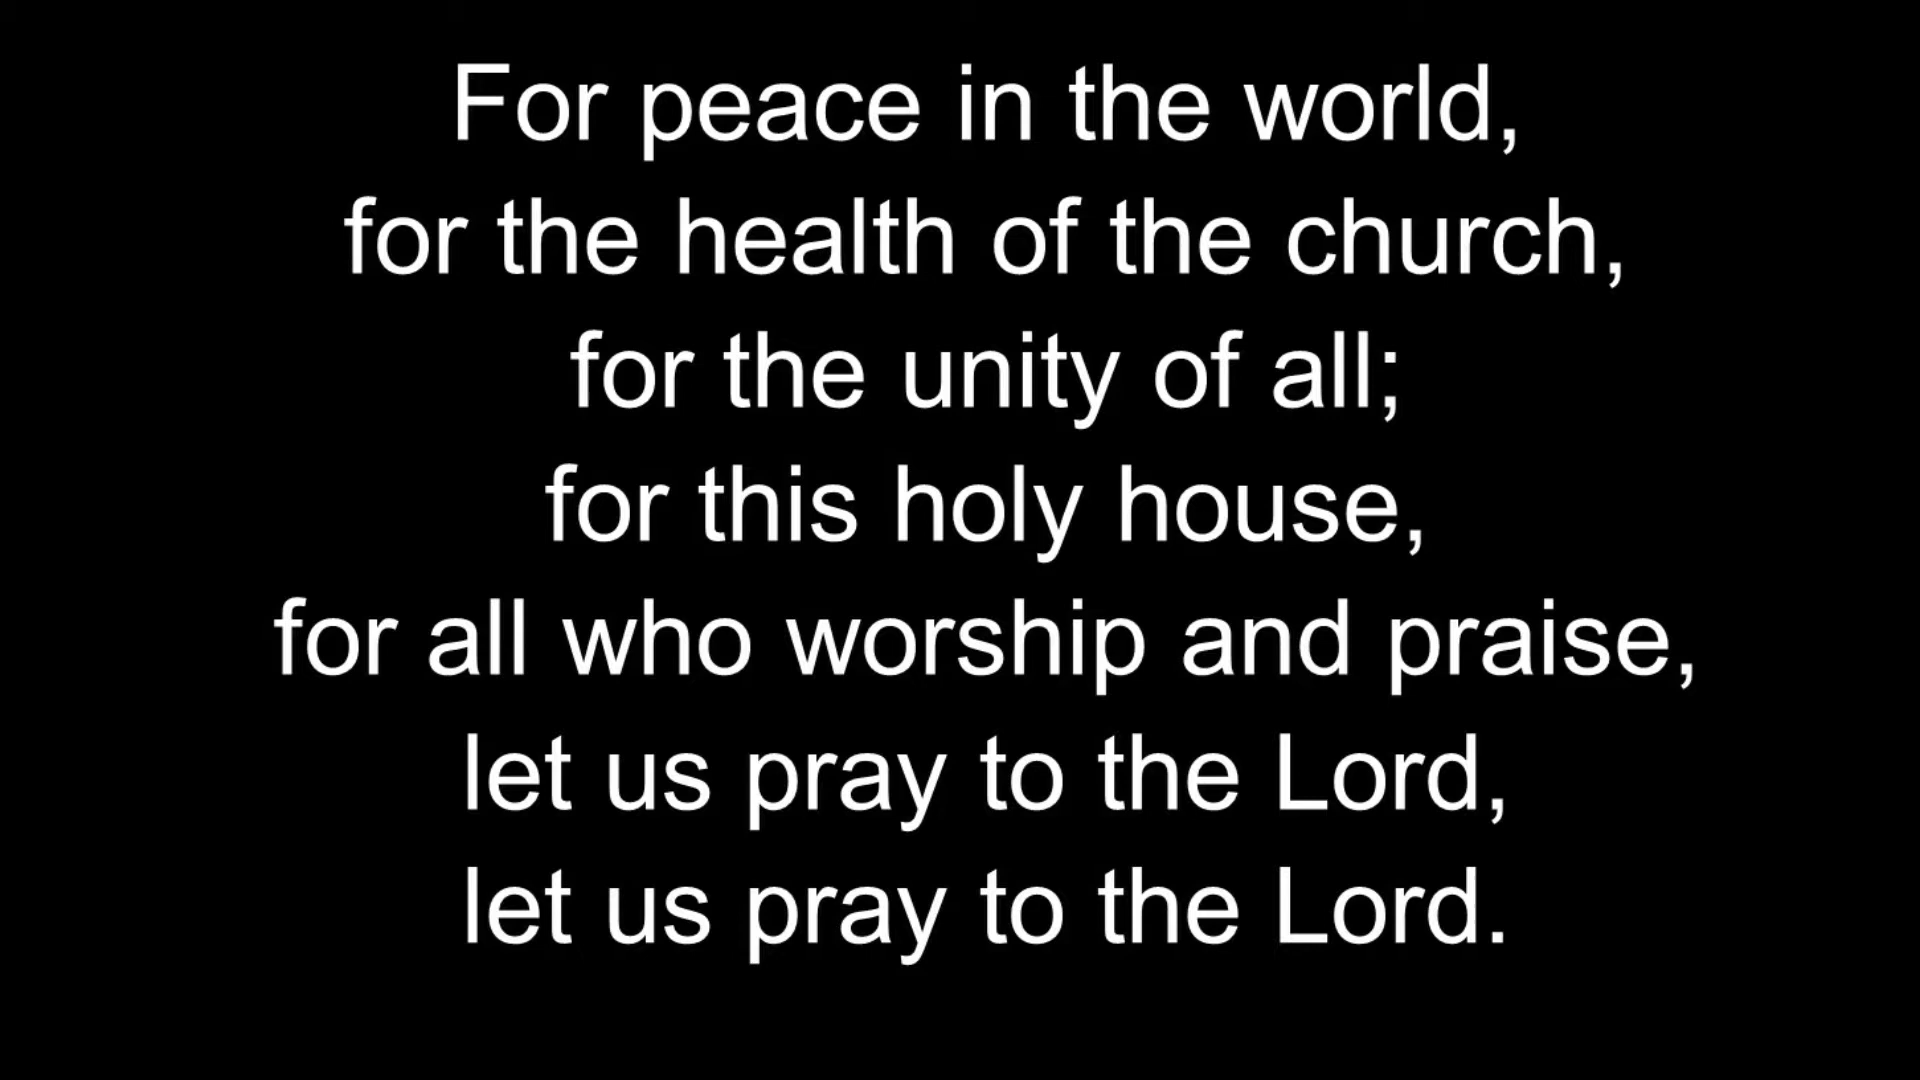 For peace in the world,
for the health of the church,
for the unity of all;
for this holy house,
for all who worship and praise,
let us pray to the Lord,
let us pray to the Lord.